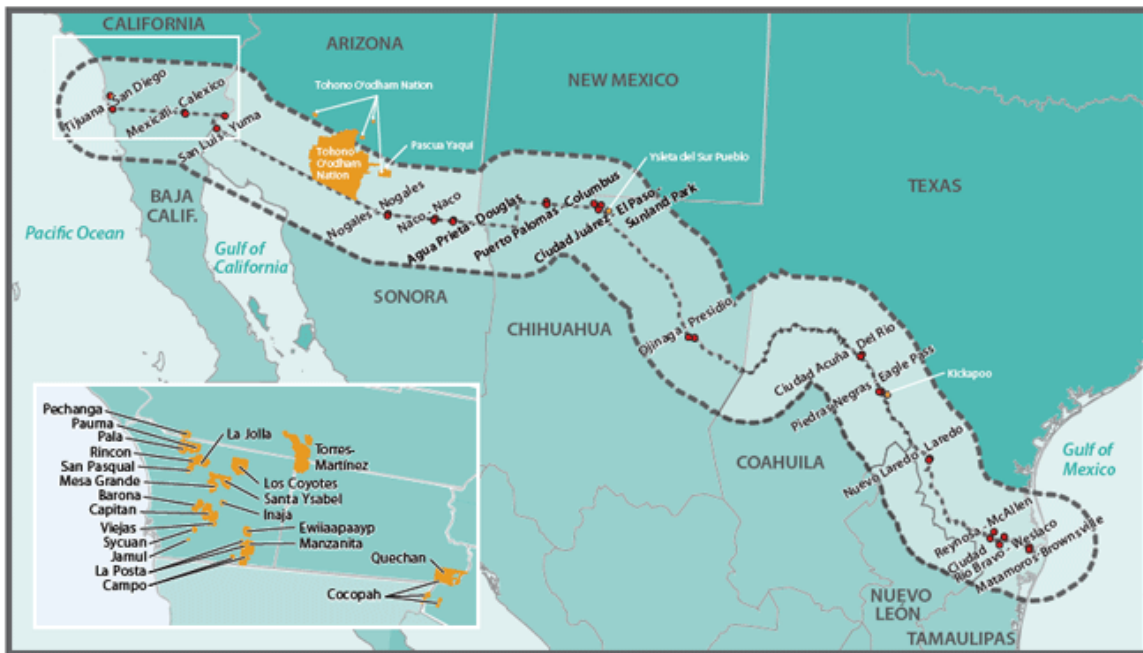 CALIFORNIA
ARIZONA
NEW MEXICO
TEXAS
Tohono O'odham Nation
Pascua Yaqui
Tohono
O'odham
Nation
Ysleta del Sur Pueblo
Tijuana - San Diego
Mexicali - Calexico
San Luis - Yuma
Nogales - Nogales
Naco - Naco
Agua Prieta - Douglas
Puerto Palomas - Columbus
Ciudad Juárez - El Paso -
Sunland Park
BAJA
CALIF.
Pacific Ocean
Gulf of
California
SONORA
CHIHUAHUA
Ojinaga - Presidio
Ciudad Acuña - Del Rio
Piedras Negras - Eagle Pass
Kickapoo
COAHUILA
Nuevo Laredo - Laredo
Gulf of
Mexico
Reynosa - McAllen
Ciudad
Rio Bravo - Weslaco
Matamoros - Brownsville
NUEVO
LEÓN
TAMAULIPAS
Pechanga
Pauma
Pala
Rincon
San Pasqual
Mesa Grande
Barona
Capitan
Viejas
Sycuan
Jamul
La Posta
Campo
La Jolla
Torres-
Martínez
Los Coyotes
Santa Ysabel
Inaja
Ewiiaapaayp
Manzanita
Quechan
Cocopah